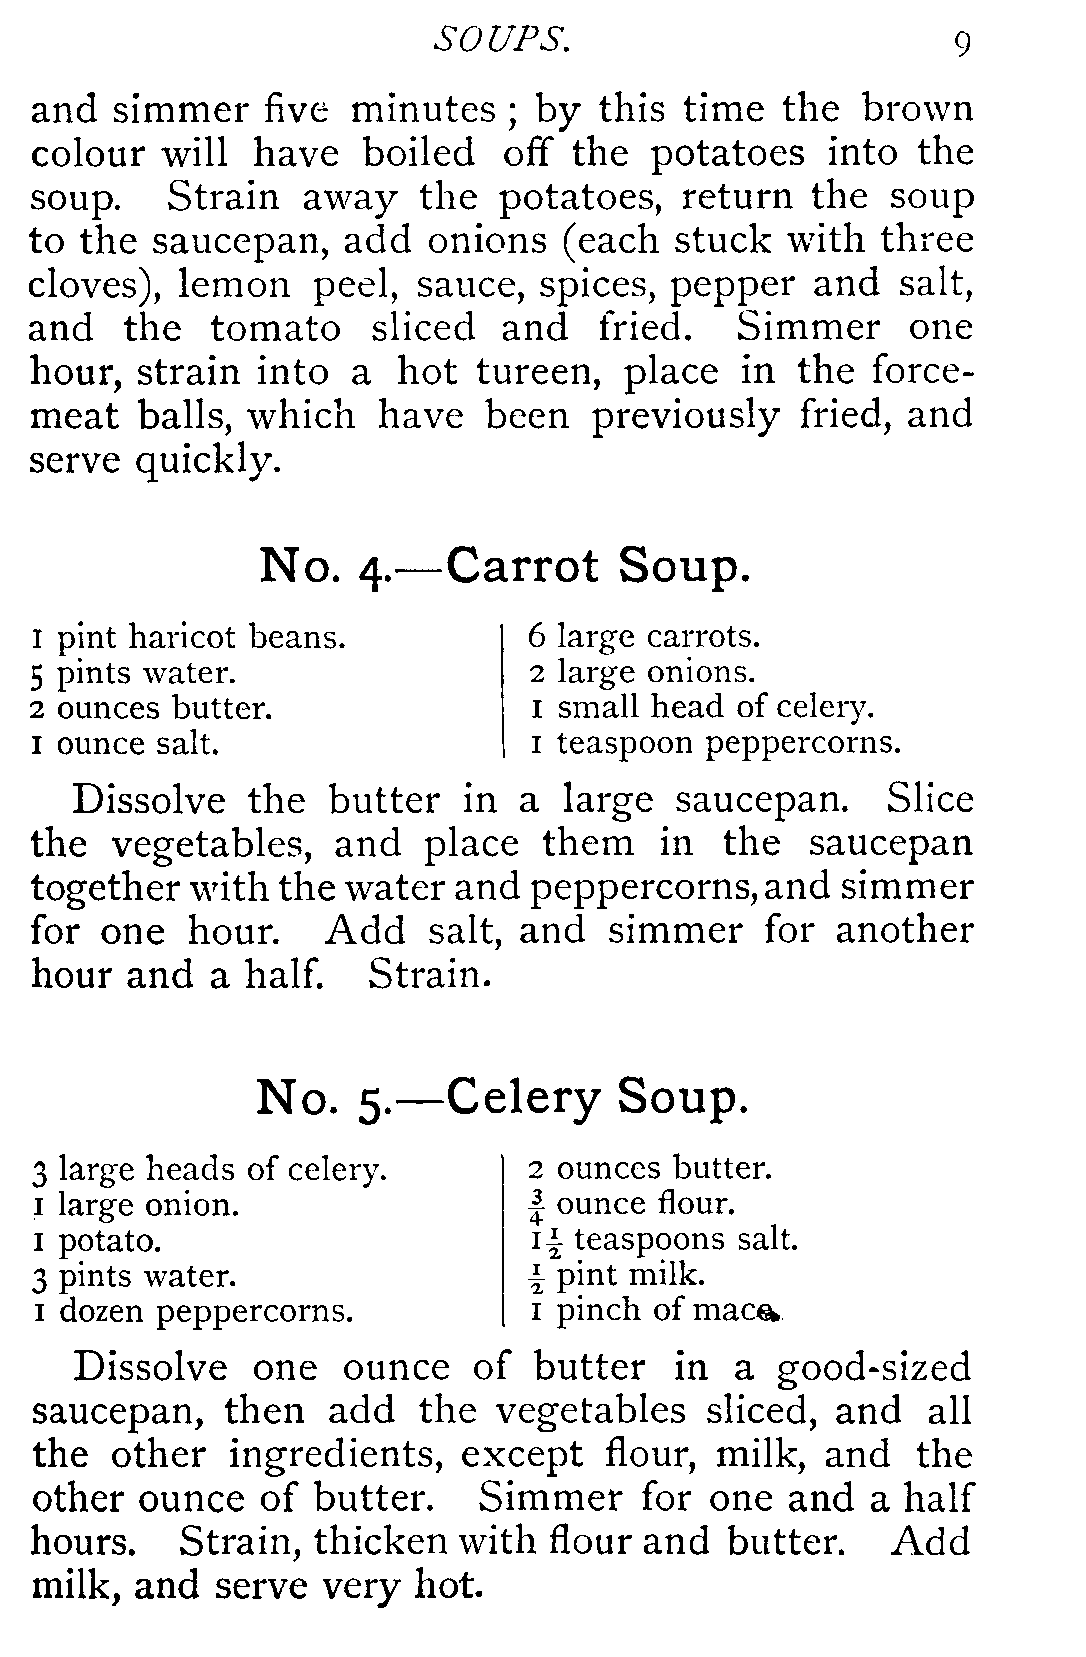 SOUPS. 9
and simmer five minutes ; by this time the brown
colour will have boiled off the potatoes into the
soup. Strain away the potatoes, return the soup
to the saucepan, add onions (each stuck with three
cloves), lemon peel, sauce, spices, pepper and salt,
and the tomato sliced and fried. Simmer one
hour, strain into a hot tureen, place in the force-
meat balls, which have been previously fried, and
serve quickly.
No. 4.—Carrot Soup.
1 pint haricot beans.
5 pints water.
2 ounces butter.
1 ounce salt.
6 large carrots.
2 large onions.
1 small head of celery.
1 teaspoon peppercorns.
Dissolve the butter in a large saucepan. Slice
the vegetables, and place them in the saucepan
together with the water and peppercorns, and simmer
for one hour. Add salt, and simmer for another
hour and a half. Strain.
No. 5.—Celery Soup.
3 large heads of celery.
1 large onion.
1 potato.
3 pints water.
1 dozen peppercorns.
2 ounces butter.
¾ ounce flour.
1½ teaspoons salt.
½ pint milk.
1 pinch of mace.
Dissolve one ounce of butter in a good-sized
saucepan, then add the vegetables sliced, and all
the other ingredients, except flour, milk, and the
other ounce of butter. Simmer for one and a half
hours. Strain, thicken with flour and butter. Add
milk, and serve very hot.